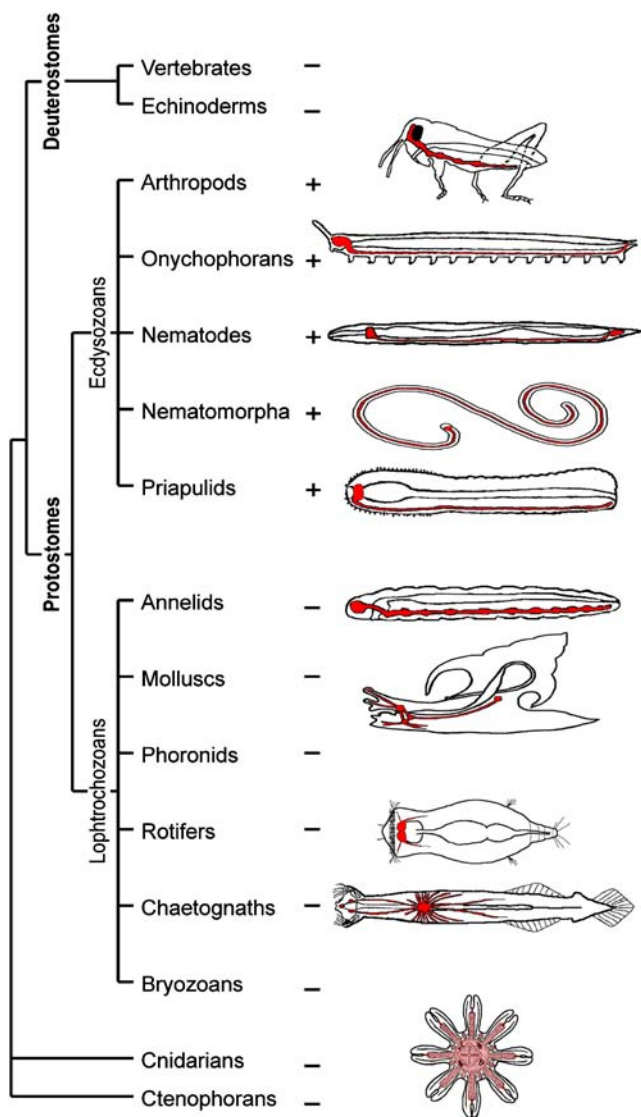 Deuterostomes
Vertebrates −
Echinoderms −
Protostomes
Ecdysozoans
Arthropods +
Onychophorans +
Nematodes +
Nematomorpha +
Priapulids +
Lophtrochozoans
Annelids −
Molluscs −
Phoronids −
Rotifers −
Chaetognaths −
Bryozoans −
Cnidarians −
Ctenophorans −